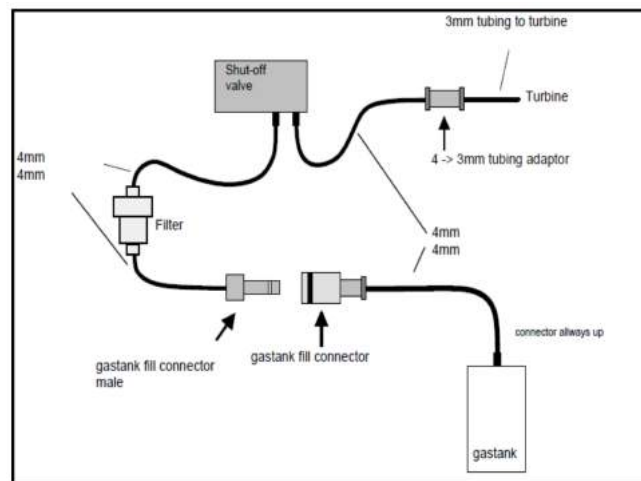 3mm tubing to turbine
Shut-off
valve
Turbine
4 -> 3mm tubing adaptor
4mm
4mm
Filter
4mm
4mm
connector allways up
gastank fill connector
male
gastank fill connector
gastank